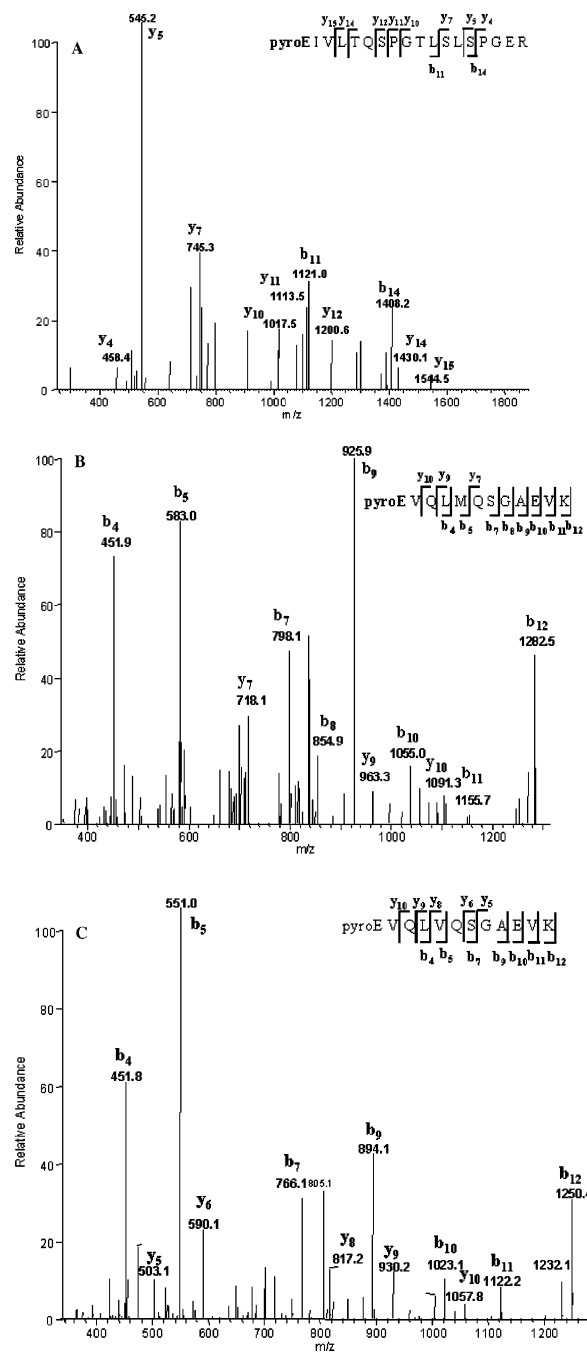 A
545.2
y5
y15 y14 y12 y11 y10 y7 y5 y4
pyroEIVLTQSPGTLSLSPGER
b11 b14
y7
745.3
b11
1121.0
y11
1113.5
b14
1408.2
y10
1017.5
y12
1200.6
y4
458.4
y14
1430.1
y15
1544.5
100
80
60
40
20
0
Relative Abundance
400 600 800 1000 1200 1400 1600 1800
m/z
B
925.9
b9
y10 y9 y7
pyroEVQLMQSGAEVK
b4 b5 b7 b8 b9 b10 b11 b12
b5
583.0
b4
451.9
b7
798.1
b12
1282.5
y7
718.1
b8
854.9
b10
1055.0
y9
963.3
y10
1091.3
b11
1155.7
100
80
60
40
20
0
Relative Abundance
400 600 800 1000 1200
m/z
C
551.0
b5
y10 y9 y8 y6 y5
pyroEVQLVQSGAEVK
b4 b5 b7 b9 b10 b11 b12
b4
451.8
b9
894.1
b7
766.1
805.1
b12
1250.4
y6
590.1
y8
817.2
y9
930.2
y5
503.1
b10
1023.1
y10
1057.8
b11
1122.2
1232.1
100
80
60
40
20
0
Relative Abundance
400 500 600 700 800 900 1000 1100 1200
m/z